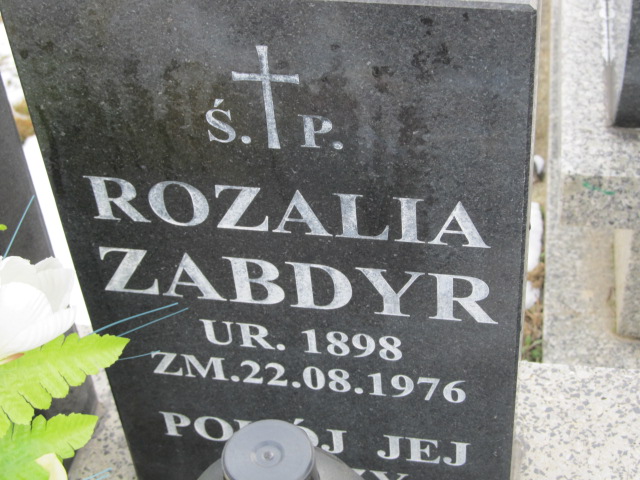 Ś. P.
ROZALIA
ZABDYR
UR. 1898
ZM.22.08.1976
JEJ